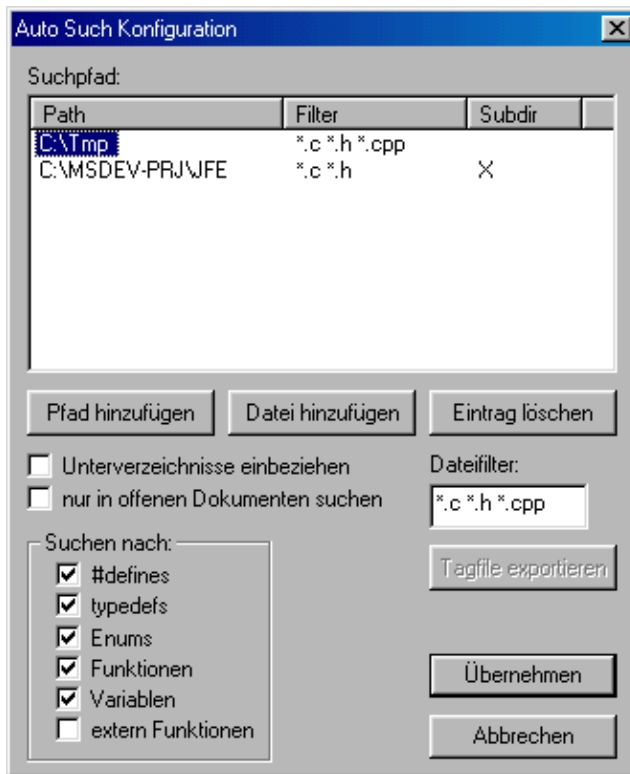 Auto Such Konfiguration
Suchpfad:
Path Filter Subdir
C:\Tmp *.c *.h *.cpp
C:\MSDEV-PRJ\JFE *.c *.h X
Pfad hinzufügen Datei hinzufügen Eintrag löschen
Unterverzeichnisse einbeziehen Dateifilter:
nur in offenen Dokumenten suchen *.c *.h *.cpp
Suchen nach:
#defines Tagfile exportieren
typedefs
Enums
Funktionen Übernehmen
Variablen
extern Funktionen Abbrechen